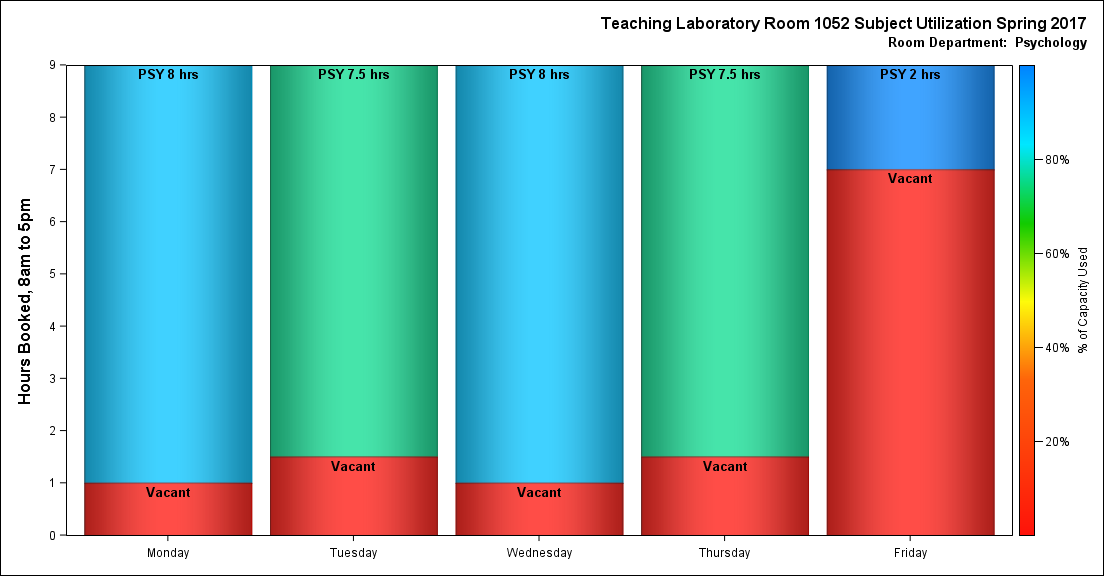 Teaching Laboratory Room 1052 Subject Utilization Spring 2017
Room Department:  Psychology
Hours Booked, 8am to 5pm
9
8
7
6
5
4
3
2
1
0
PSY 8 hrs
PSY 7.5 hrs
PSY 8 hrs
PSY 7.5 hrs
PSY 2 hrs
Vacant
Vacant
Vacant
Vacant
Vacant
Monday
Tuesday
Wednesday
Thursday
Friday
80%
60%
40%
20%
% of Capacity Used